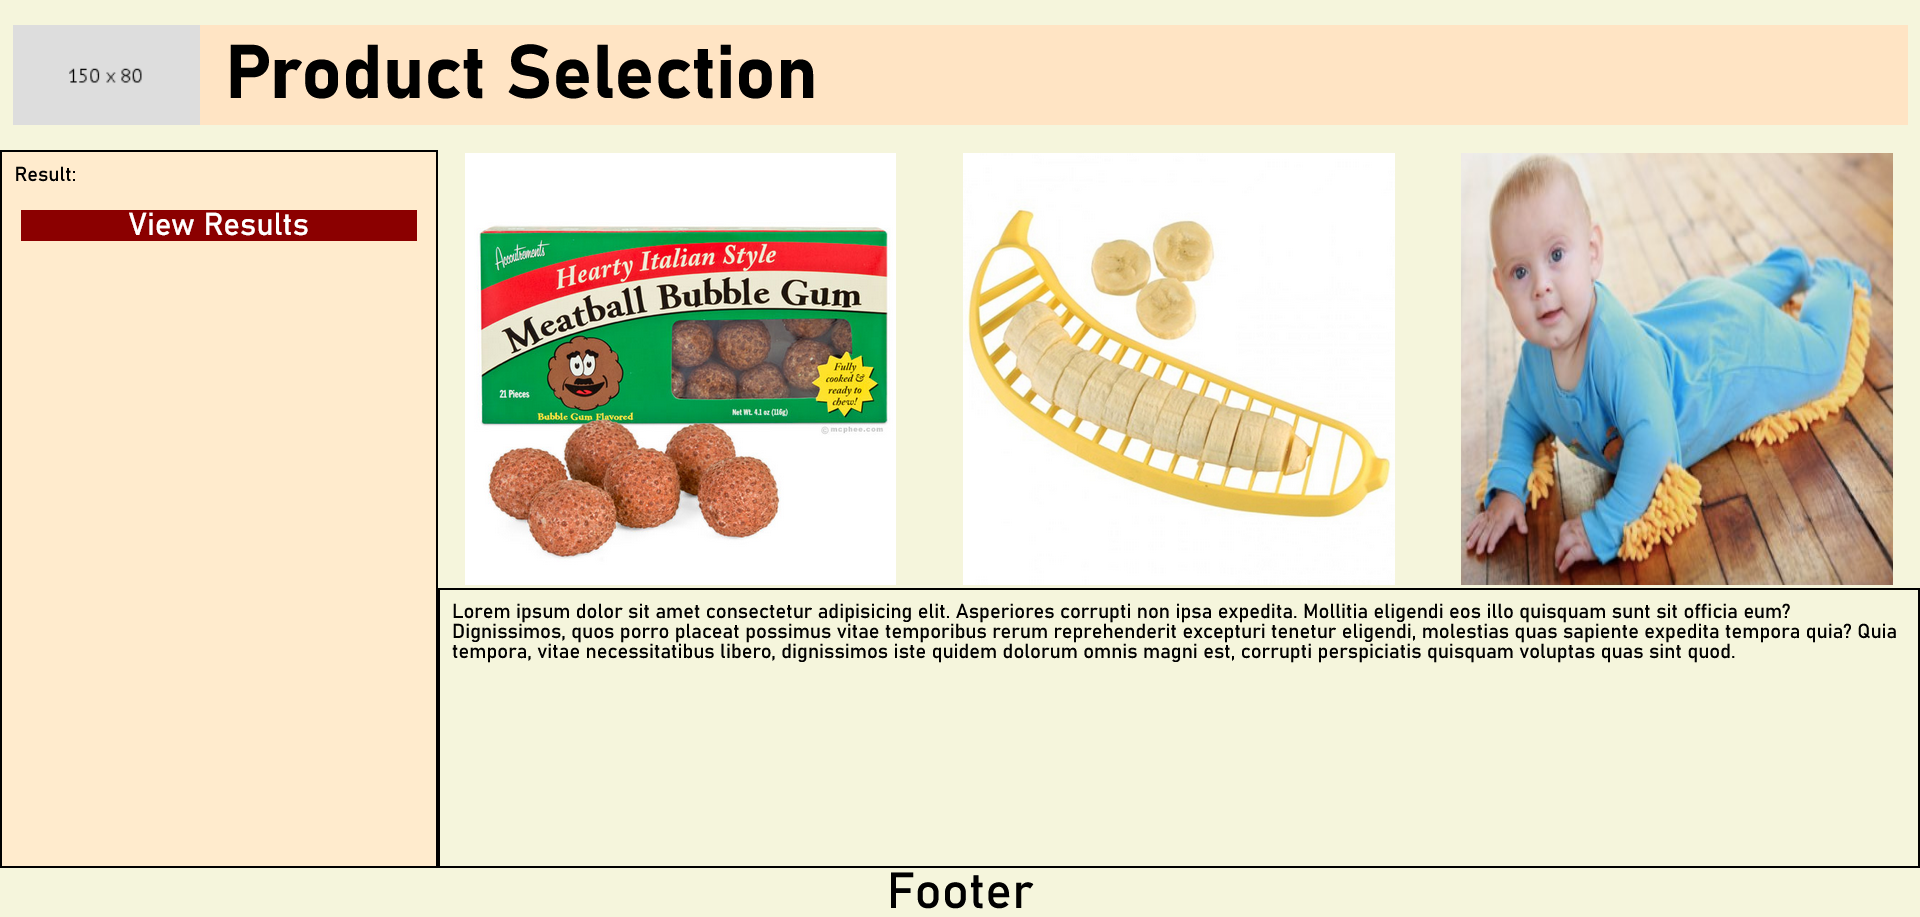 150 x 80
Product Selection
Result:
View Results
Accoutrements
Hearty Italian Style
Meatball Bubble Gum
21 Pieces
Bubble Gum Flavored
Net Wt. 4.1 oz (116g)
Fully
cooked &
ready to
chew!
©mcphee.com
Lorem ipsum dolor sit amet consectetur adipisicing elit. Asperiores corrupti non ipsa expedita. Mollitia eligendi eos illo quisquam sunt sit officia eum?
Dignissimos, quos porro placeat possimus vitae temporibus rerum reprehenderit excepturi tenetur eligendi, molestias quas sapiente expedita tempora quia? Quia
tempora, vitae necessitatibus libero, dignissimos iste quidem dolorum omnis magni est, corrupti perspiciatis quisquam voluptas quas sint quod.
Footer